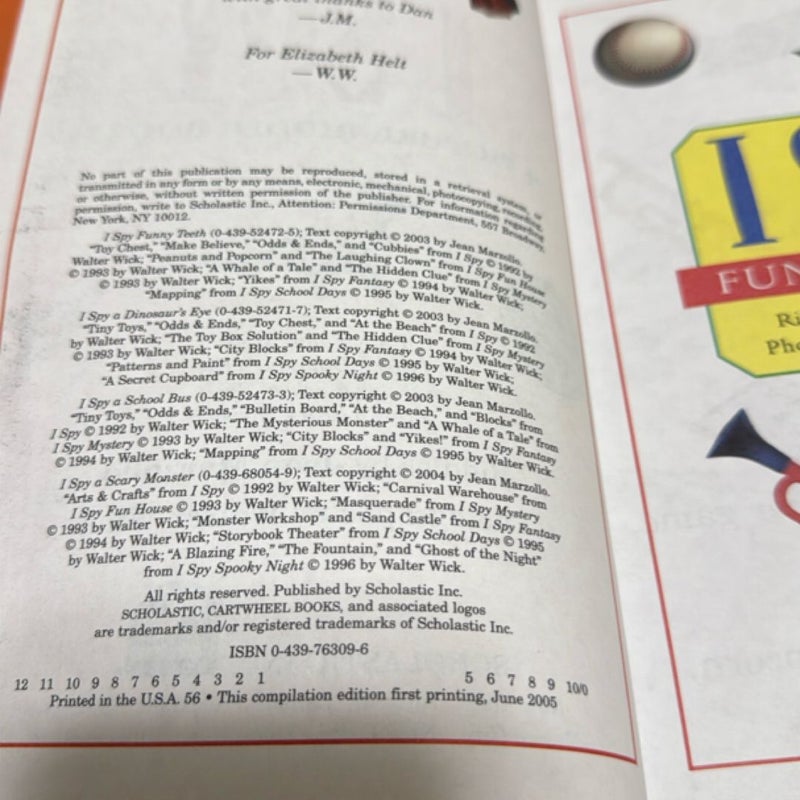 with great thanks to Dan
— J.M.
For Elizabeth Helt
— W.W.
No part of this publication may be reproduced, stored in a retrieval system, or
transmitted in any form or by any means, electronic, mechanical, photocopying, recording,
or otherwise, without written permission of the publisher. For information regarding
permission, write to Scholastic Inc., Attention: Permissions Department, 557 Broadway,
New York, NY 10012.
I Spy Funny Teeth (0-439-52472-5); Text copyright © 2003 by Jean Marzollo.
"Toy Chest," "Make Believe," "Odds & Ends," and "Cubbies" from I Spy © 1992 by
Walter Wick; "Peanuts and Popcorn" and "The Laughing Clown" from I Spy Fun House
© 1993 by Walter Wick; "A Whale of a Tale" and "The Hidden Clue" from I Spy Mystery
© 1993 by Walter Wick; "Yikes" from I Spy Fantasy © 1994 by Walter Wick;
"Mapping" from I Spy School Days © 1995 by Walter Wick.
I Spy a Dinosaur's Eye (0-439-52471-7); Text copyright © 2003 by Jean Marzollo.
"Tiny Toys," "Odds & Ends," "Toy Chest," and "At the Beach" from I Spy © 1992
by Walter Wick; "The Toy Box Solution" and "The Hidden Clue" from I Spy Mystery
© 1993 by Walter Wick; "City Blocks" from I Spy Fantasy © 1994 by Walter Wick;
"Patterns and Paint" from I Spy School Days © 1995 by Walter Wick;
"A Secret Cupboard" from I Spy Spooky Night © 1996 by Walter Wick.
I Spy a School Bus (0-439-52473-3); Text copyright © 2003 by Jean Marzollo.
"Tiny Toys," "Odds & Ends," "Bulletin Board," "At the Beach," and "Blocks" from
I Spy © 1992 by Walter Wick; "The Mysterious Monster" and "A Whale of a Tale" from
I Spy Mystery © 1993 by Walter Wick; "City Blocks" and "Yikes!" from I Spy Fantasy
© 1994 by Walter Wick; "Mapping" from I Spy School Days © 1995 by Walter Wick.
I Spy a Scary Monster (0-439-68054-9); Text copyright © 2004 by Jean Marzollo.
"Arts & Crafts" from I Spy © 1992 by Walter Wick; "Carnival Warehouse" from
I Spy Fun House © 1993 by Walter Wick; "Masquerade" from I Spy Mystery
© 1993 by Walter Wick; "Monster Workshop" and "Sand Castle" from I Spy Fantasy
© 1994 by Walter Wick; "Storybook Theater" from I Spy School Days © 1995
by Walter Wick; "A Blazing Fire," "The Fountain," and "Ghost of the Night"
from I Spy Spooky Night © 1996 by Walter Wick.
All rights reserved. Published by Scholastic Inc.
SCHOLASTIC, CARTWHEEL BOOKS, and associated logos
are trademarks and/or registered trademarks of Scholastic Inc.
ISBN 0-439-76309-6
12 11 10 9 8 7 6 5 4 3 2 1 5 6 7 8 9 10/0
Printed in the U.S.A. 56 • This compilation edition first printing, June 2005
I
FUN
Ri
Pho